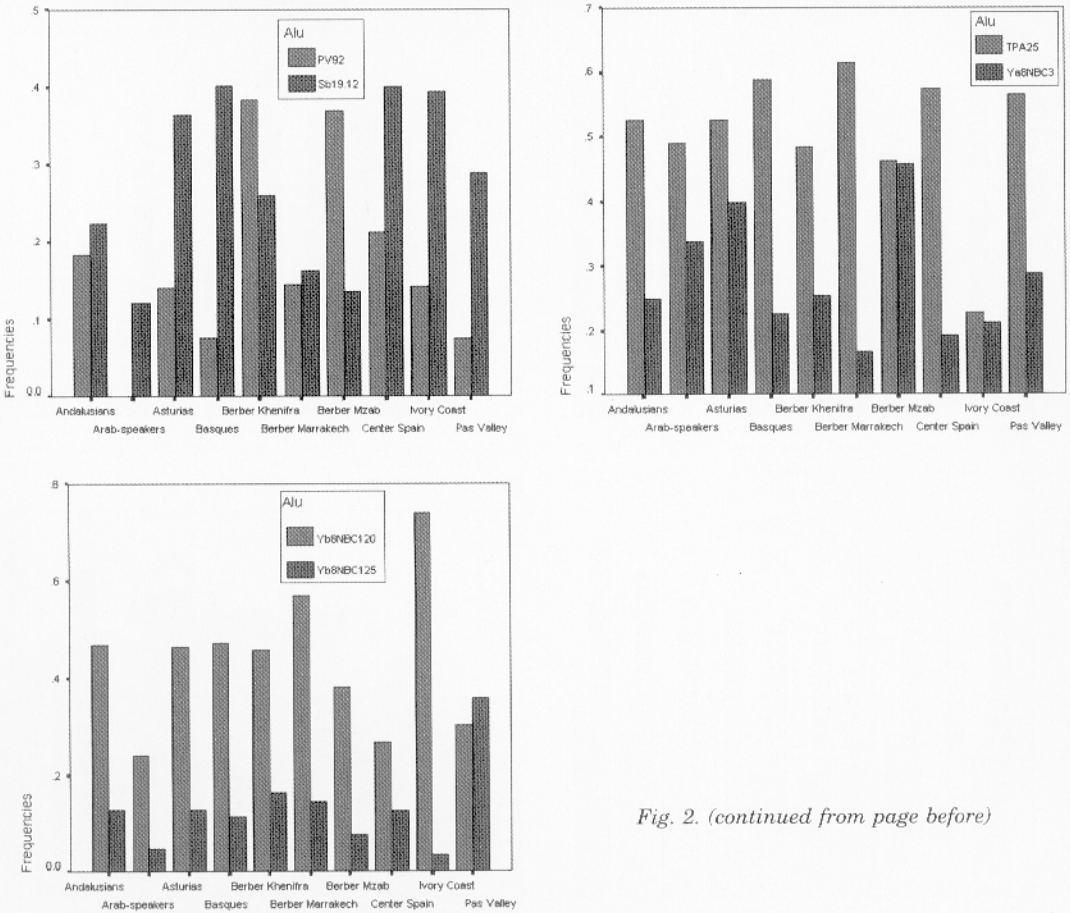 .5
.4
.3
.2
.1
0.0
Frequencies
Alu
PV92
Sb19.12
Andalusians Asturias Berber Khenifra Berber Mzab Ivory Coast
Arab-speakers Basques Berber Marrakech Center Spain Pas Valley
.7
.6
.5
.4
.3
.2
.1
Frequencies
Alu
TPA25
Ya8NBC3
Andalusians Asturias Berber Khenifra Berber Mzab Ivory Coast
Arab-speakers Basques Berber Marrakech Center Spain Pas Valley
.8
.6
.4
.2
0.0
Frequencies
Alu
Yb8NBC120
Yb8NBC125
Andalusians Asturias Berber Khenifra Berber Mzab Ivory Coast
Arab-speakers Basques Berber Marrakech Center Spain Pas Valley
Fig. 2. (continued from page before)